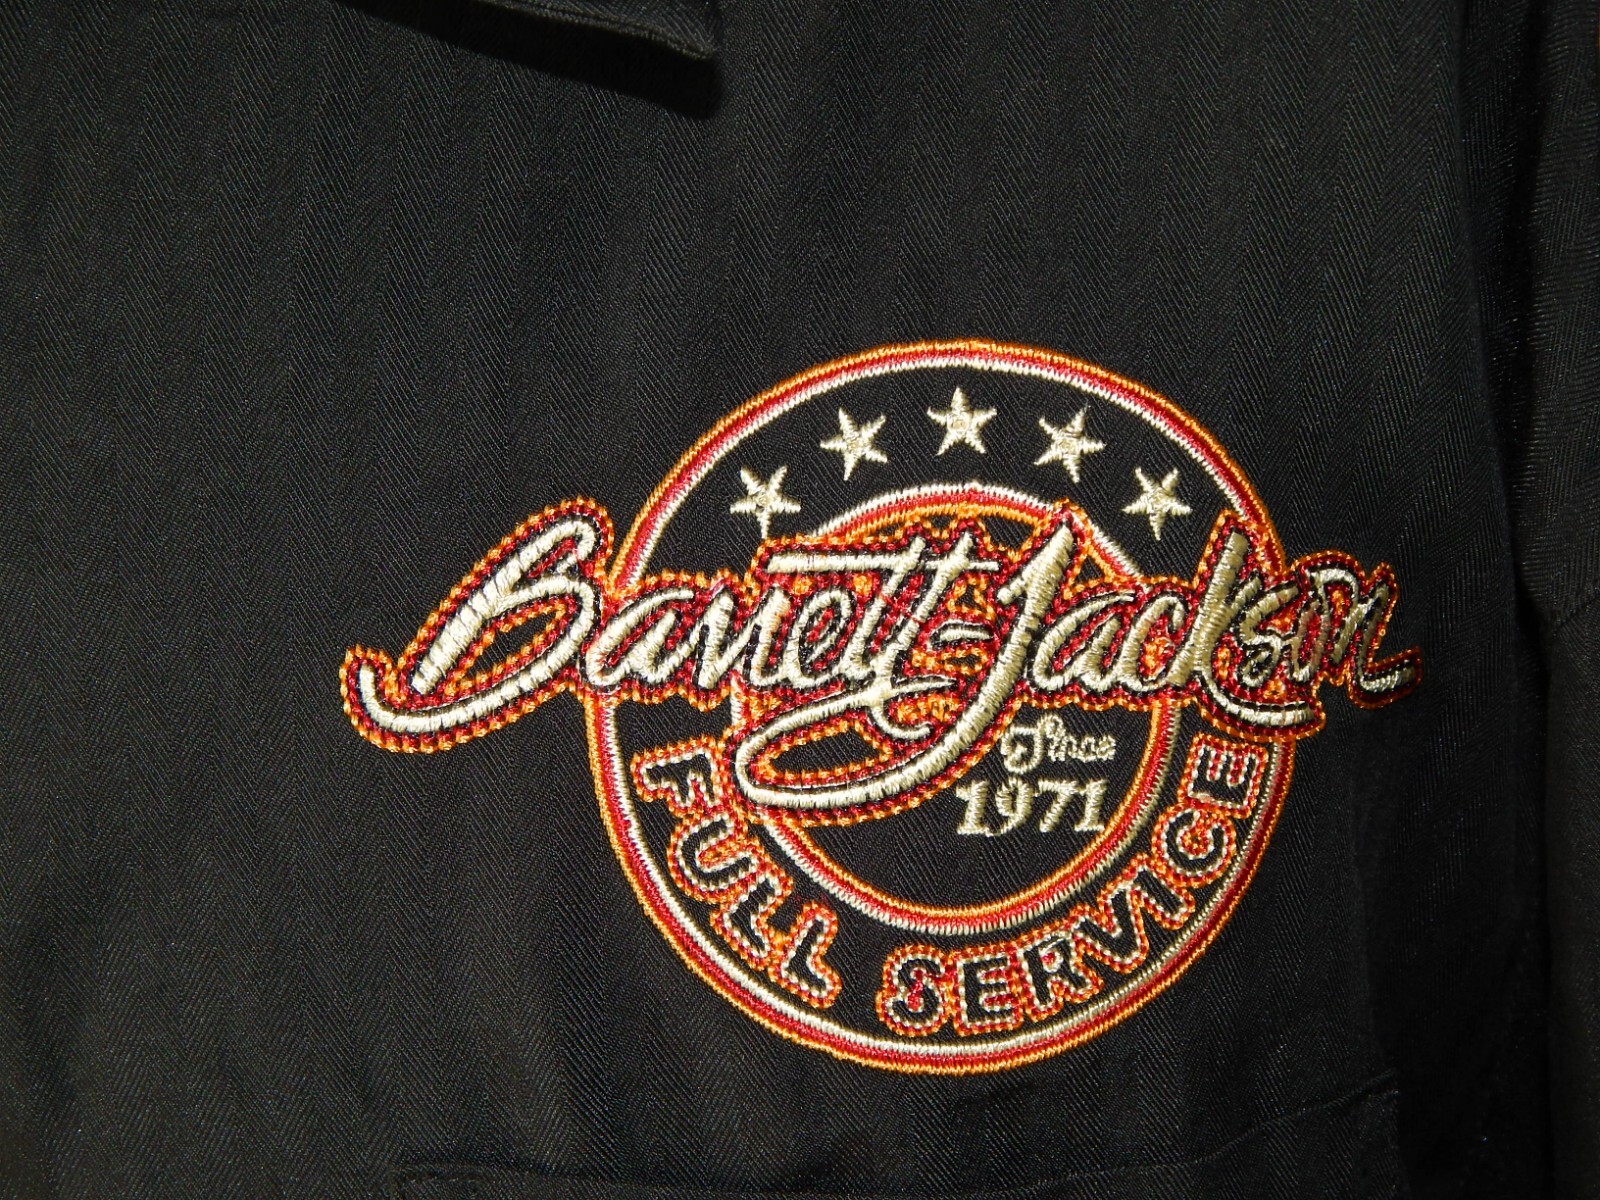 Barrett-Jackson
Since
1971
FULL SERVICE